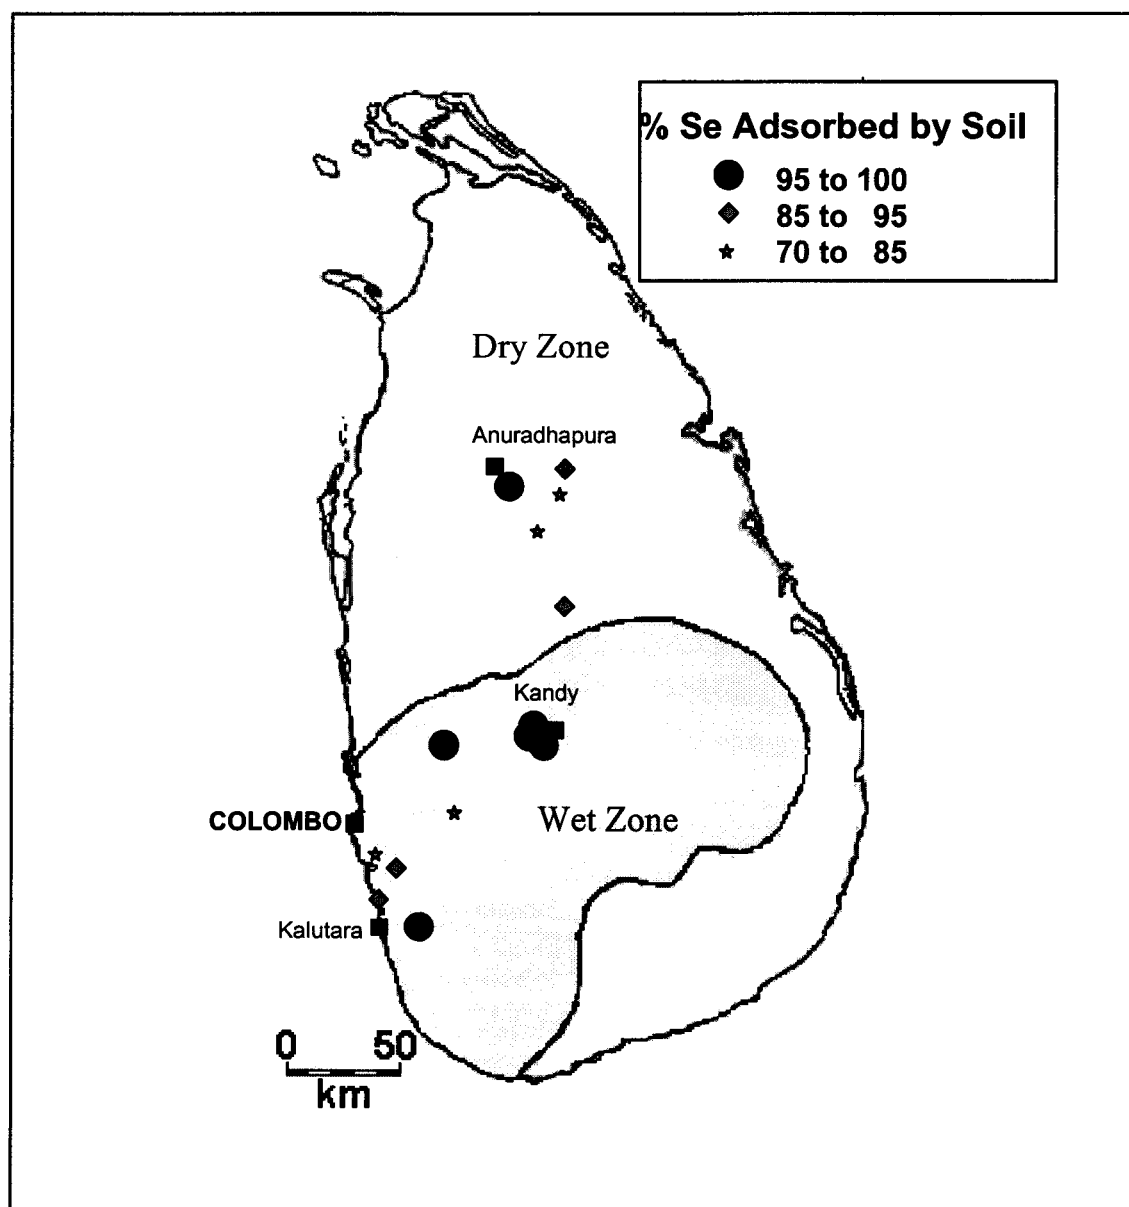 % Se Adsorbed by Soil
95 to 100
85 to 95
70 to 85
Dry Zone
Anuradhapura
Kandy
COLOMBO
Wet Zone
Kalutara
0 50
km